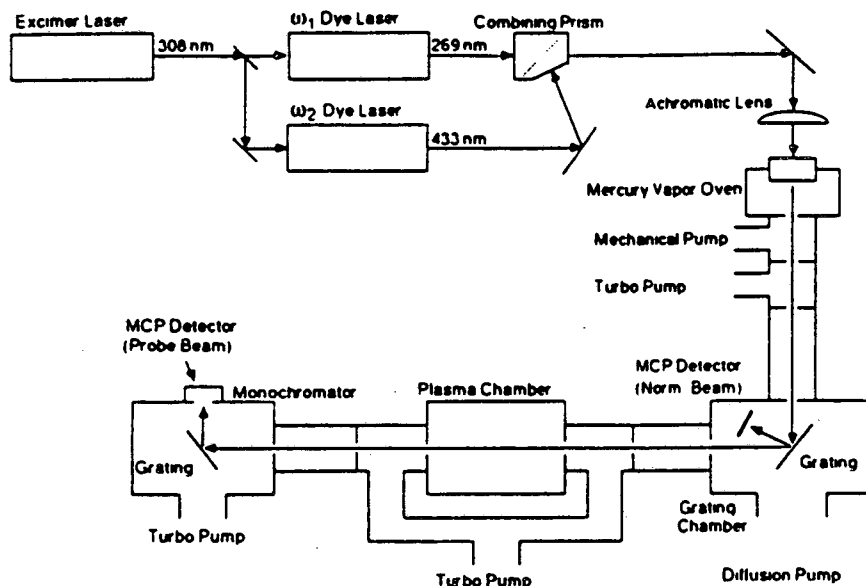 Excimer Laser
308 nm
ω₁ Dye Laser
269 nm
Combining Prism
ω₂ Dye Laser
433 nm
Achromatic Lens
Mercury Vapor Oven
Mechanical Pump
Turbo Pump
MCP Detector
(Probe Beam)
Monochromator
Plasma Chamber
MCP Detector
(Norm Beam)
Grating
Grating
Turbo Pump
Grating
Chamber
Turbo Pump
Diffusion Pump